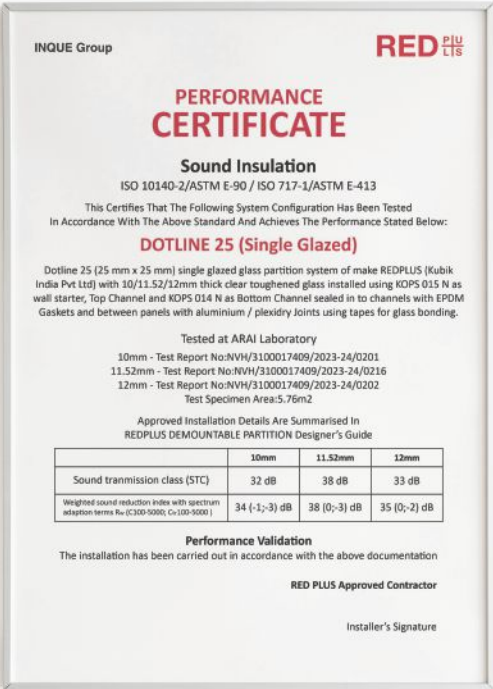 INQUE Group
RED PLUS
PERFORMANCE
CERTIFICATE
Sound Insulation
ISO 10140-2/ASTM E-90 / ISO 717-1/ASTM E-413
This Certifies That The Following System Configuration Has Been Tested
In Accordance With The Above Standard And Achieves The Performance Stated Below:
DOTLINE 25 (Single Glazed)
Dotline 25 (25 mm x 25 mm) single glazed glass partition system of make REDPLUS (Kubik
India Pvt Ltd) with 10/11.52/12mm thick clear toughened glass installed using KOPS 015 N as
wall starter, Top Channel and KOPS 014 N as Bottom Channel sealed in to channels with EPDM
Gaskets and between panels with aluminium / plexidry Joints using tapes for glass bonding.
Tested at ARAI Laboratory
10mm - Test Report No:NVH/3100017409/2023-24/0201
11.52mm - Test Report No:NVH/3100017409/2023-24/0216
12mm - Test Report No:NVH/3100017409/2023-24/0202
Test Specimen Area:5.76m2
Approved Installation Details Are Summarised In
REDPLUS DEMOUNTABLE PARTITION Designer's Guide
10mm 11.52mm 12mm
Sound tranmission class (STC) 32 dB 38 dB 33 dB
Weighted sound reduction index with spectrum
adaption terms Rw (C100-5000; Ctr100-5000 ) 34 (-1;-3) dB 38 (0;-3) dB 35 (0;-2) dB
Performance Validation
The installation has been carried out in accordance with the above documentation
RED PLUS Approved Contractor
Installer's Signature